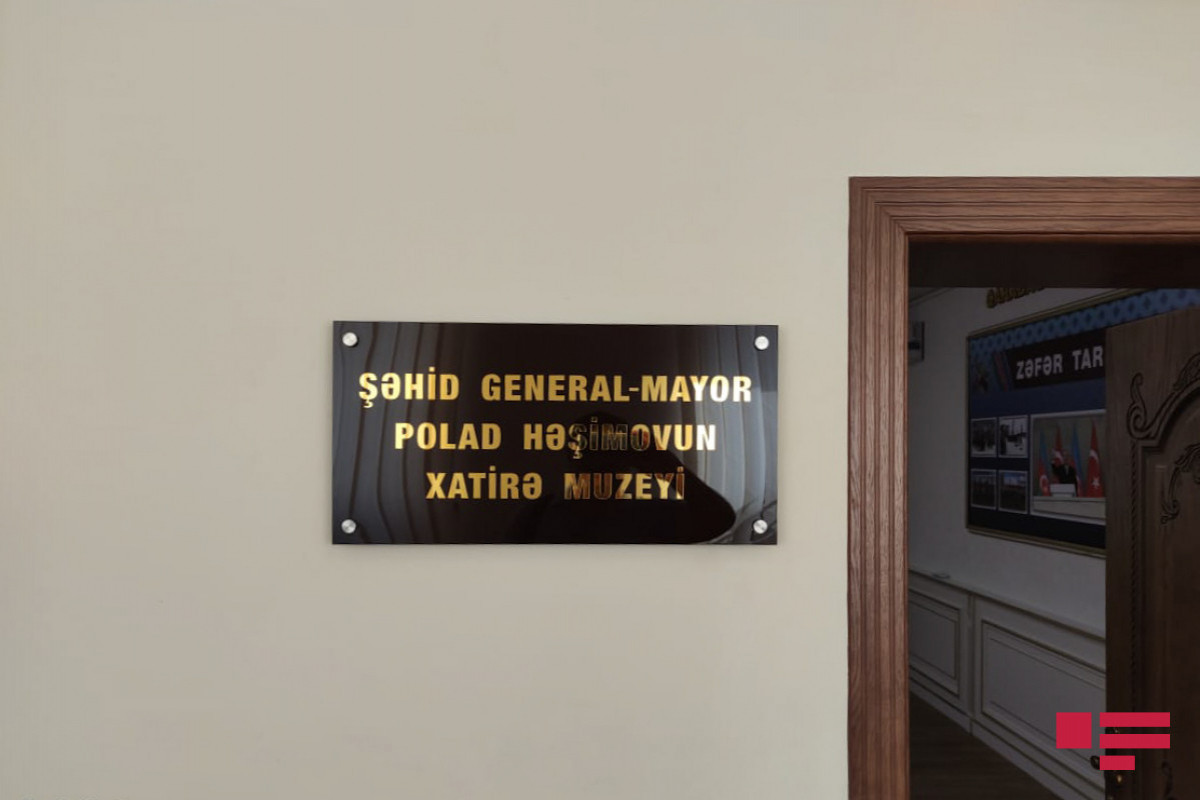 ŞƏHİD GENERAL-MAYOR
POLAD HƏŞİMOVUN
XATİRƏ MUZEYİ
ZƏFƏR TAR